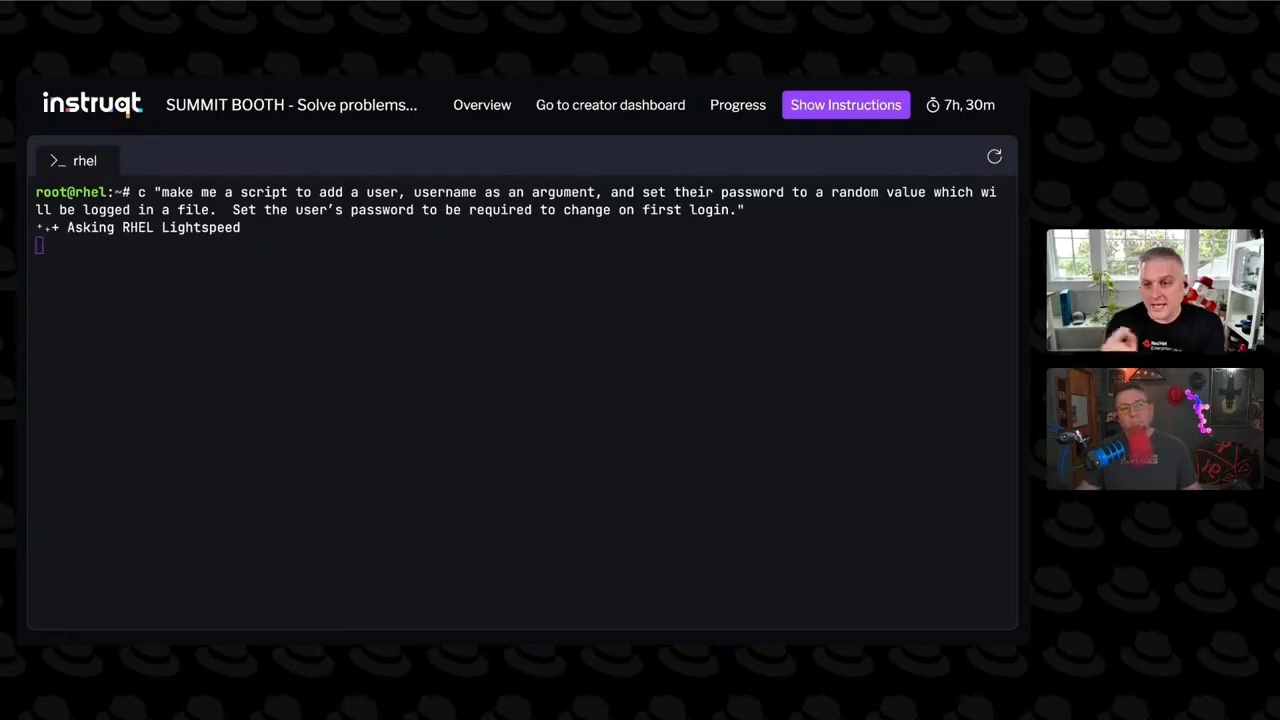 instruqt
SUMMIT BOOTH - Solve problems...
Overview
Go to creator dashboard
Progress
Show Instructions
7h, 30m
>_ rhel
root@rhel:~# c "make me a script to add a user, username as an argument, and set their password to a random value which wi
ll be logged in a file.  Set the user’s password to be required to change on first login."
⁺₊+ Asking RHEL Lightspeed
Red Hat
Enterprise